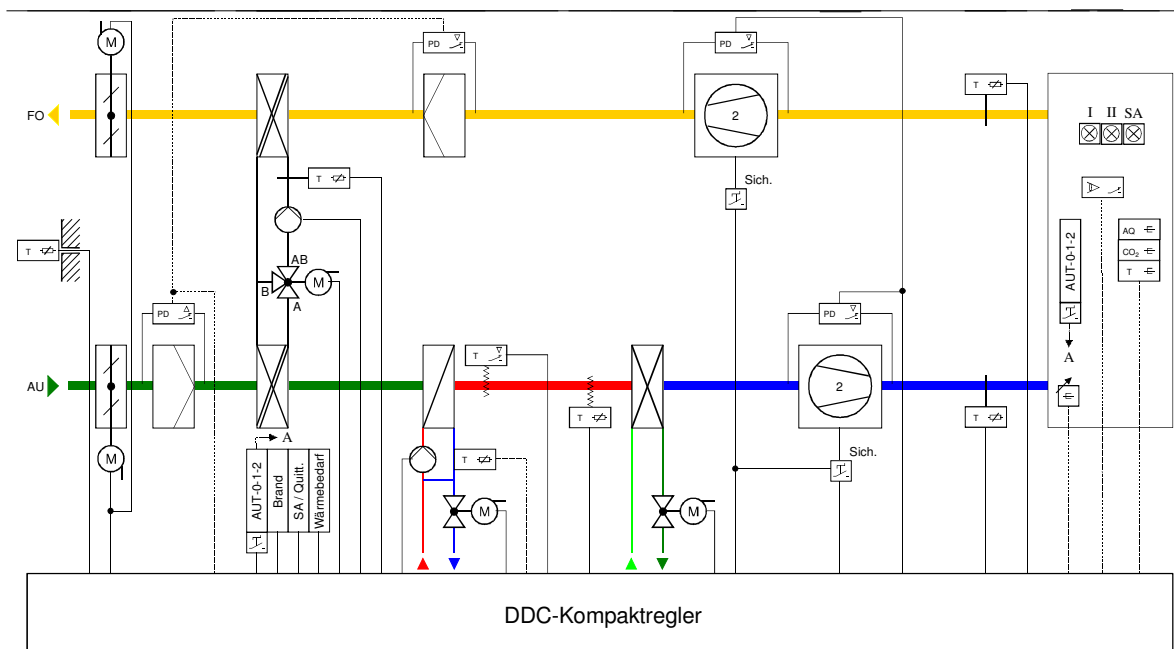 M
PD
PD
T
FO
2
I II SA
T
Sich.
T
AB
B
M
A
AQ
CO2
T
AUT-0-1-2
PD
PD
T
A
AU
2
T
T
A
M
T
Sich.
AUT-0-1-2
Brand
SA / Quitt.
Wärmebedarf
M
M
DDC-Kompaktregler